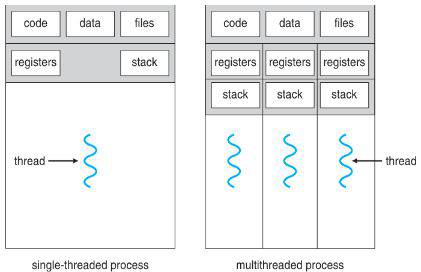 code data files
registers stack
thread
single-threaded process
code data files
registers registers registers
stack stack stack
thread
multithreaded process